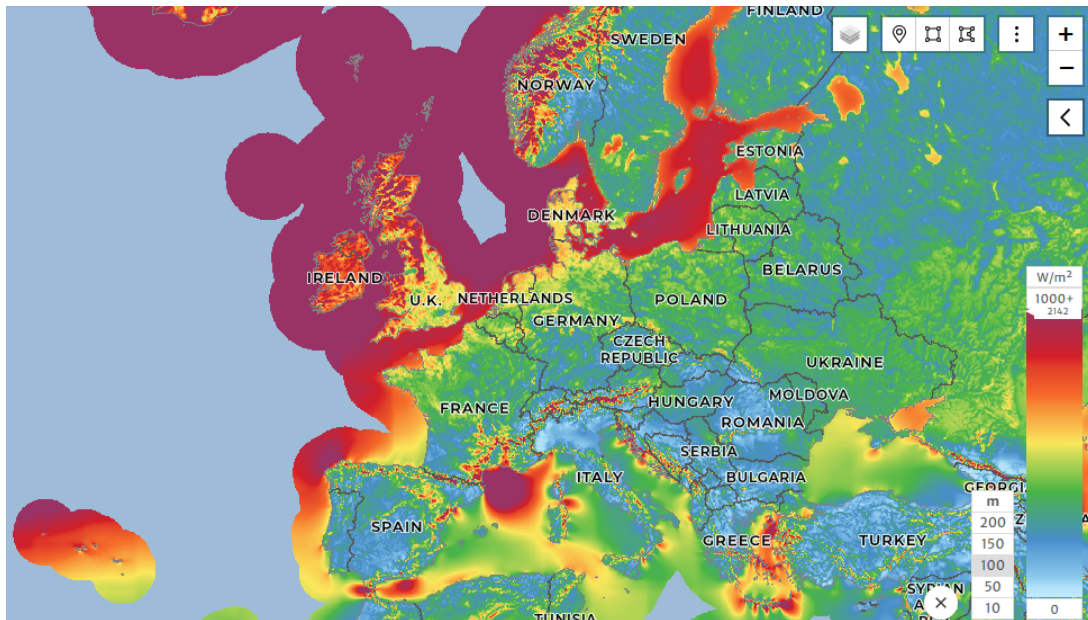 FINLAND
SWEDEN
NORWAY
ESTONIA
LATVIA
DENMARK
LITHUANIA
IRELAND
BELARUS
U.K.
NETHERLANDS
POLAND
GERMANY
CZECH
REPUBLIC
UKRAINE
MOLDOVA
HUNGARY
FRANCE
ROMANIA
SERBIA
ITALY
BULGARIA
SPAIN
GREECE
TURKEY
TUNISIA
W/m²
1000+
2142
0
m
200
150
100
50
10